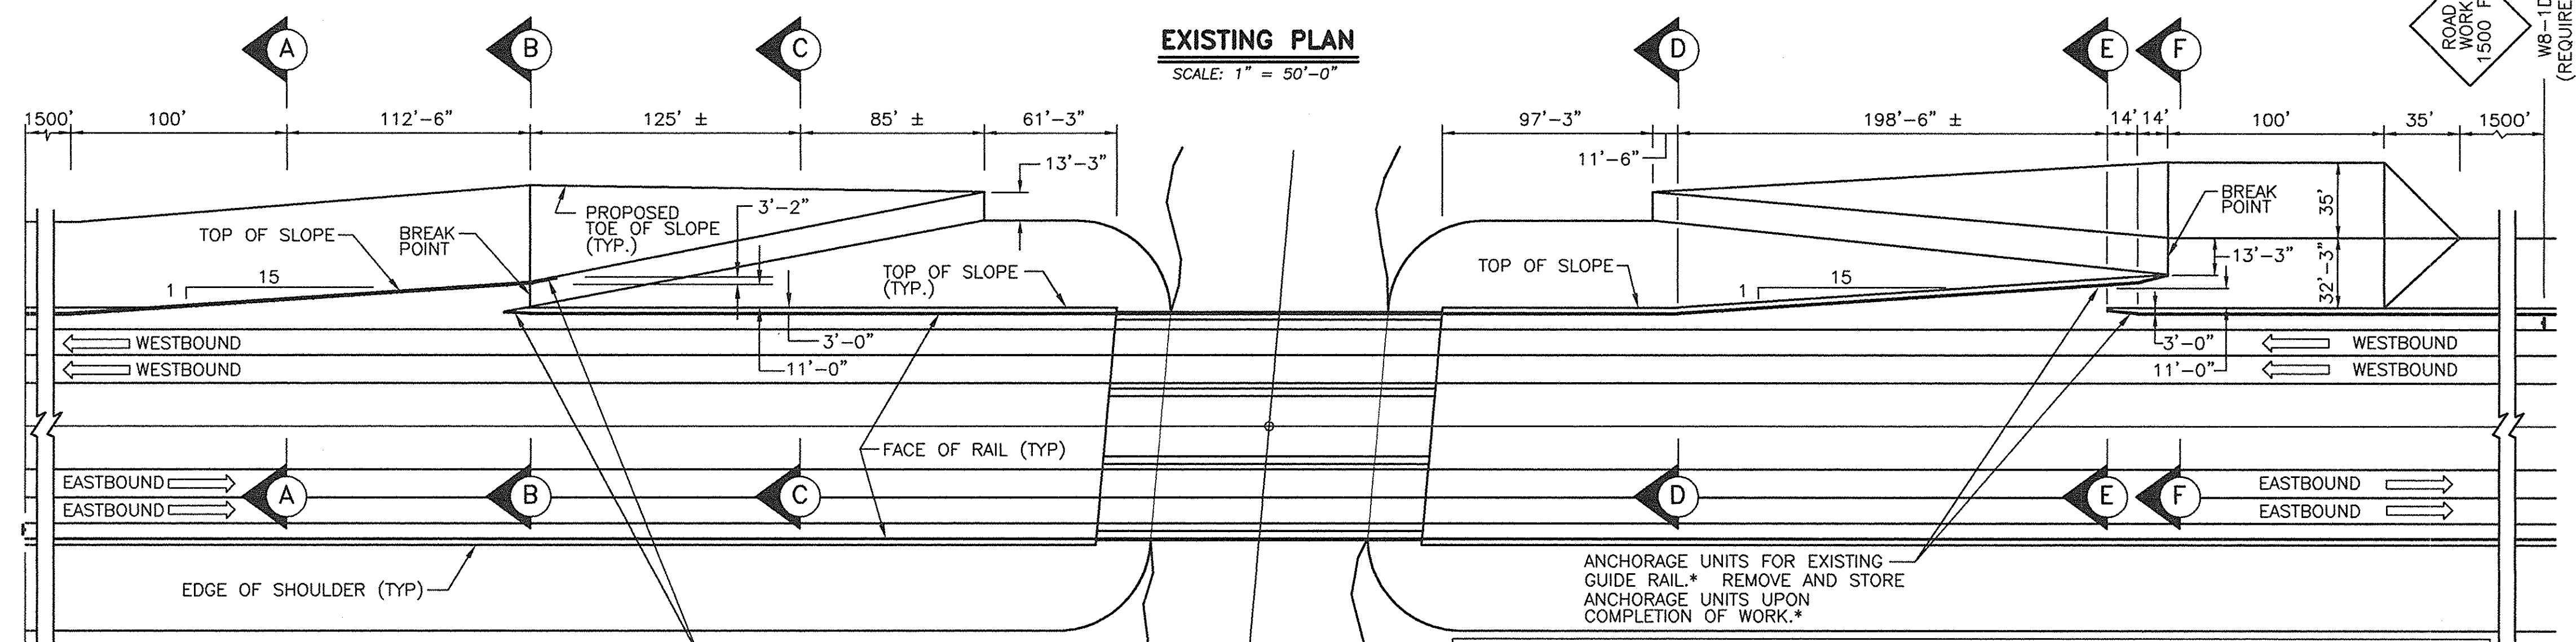 A
B
C
EXISTING PLAN
SCALE: 1" = 50'-0"
D
E
F
ROAD
WORK
1500 F
W8-1D
(REQUIRE
1500'
100'
112'-6"
125' ±
85' ±
61'-3"
97'-3"
11'-6"
198'-6" ±
14'
14'
100'
35'
1500'
13'-3"
3'-2"
PROPOSED
TOE OF SLOPE
(TYP.)
TOP OF SLOPE
BREAK
POINT
1
15
TOP OF SLOPE
(TYP.)
TOP OF SLOPE
1
15
BREAK
POINT
35'
13'-3"
32'-3"
3'-0"
11'-0"
3'-0"
11'-0"
WESTBOUND
WESTBOUND
WESTBOUND
WESTBOUND
FACE OF RAIL (TYP)
EASTBOUND
EASTBOUND
A
B
C
D
E
F
EASTBOUND
EASTBOUND
EDGE OF SHOULDER (TYP)
ANCHORAGE UNITS FOR EXISTING
GUIDE RAIL.* REMOVE AND STORE
ANCHORAGE UNITS UPON
COMPLETION OF WORK.*